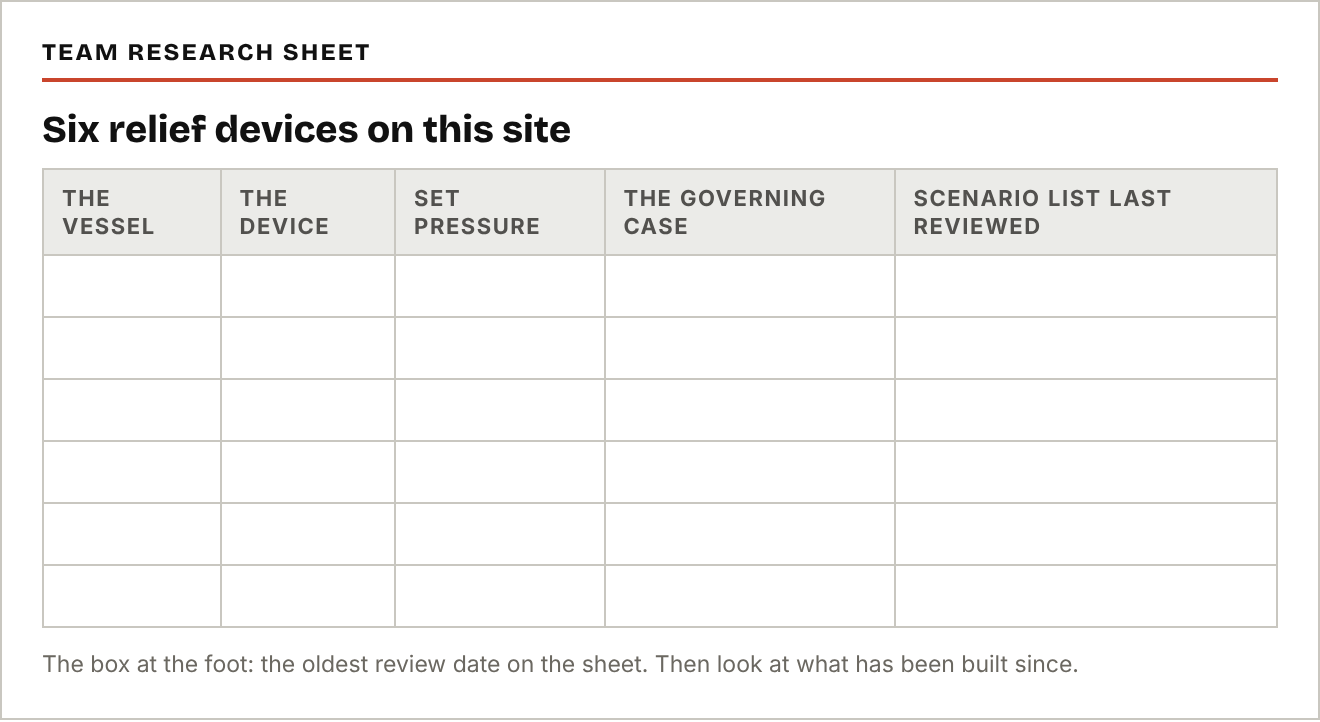 TEAM RESEARCH SHEET
Six relief devices on this site
THE VESSEL
THE DEVICE
SET PRESSURE
THE GOVERNING CASE
SCENARIO LIST LAST REVIEWED
The box at the foot: the oldest review date on the sheet. Then look at what has been built since.